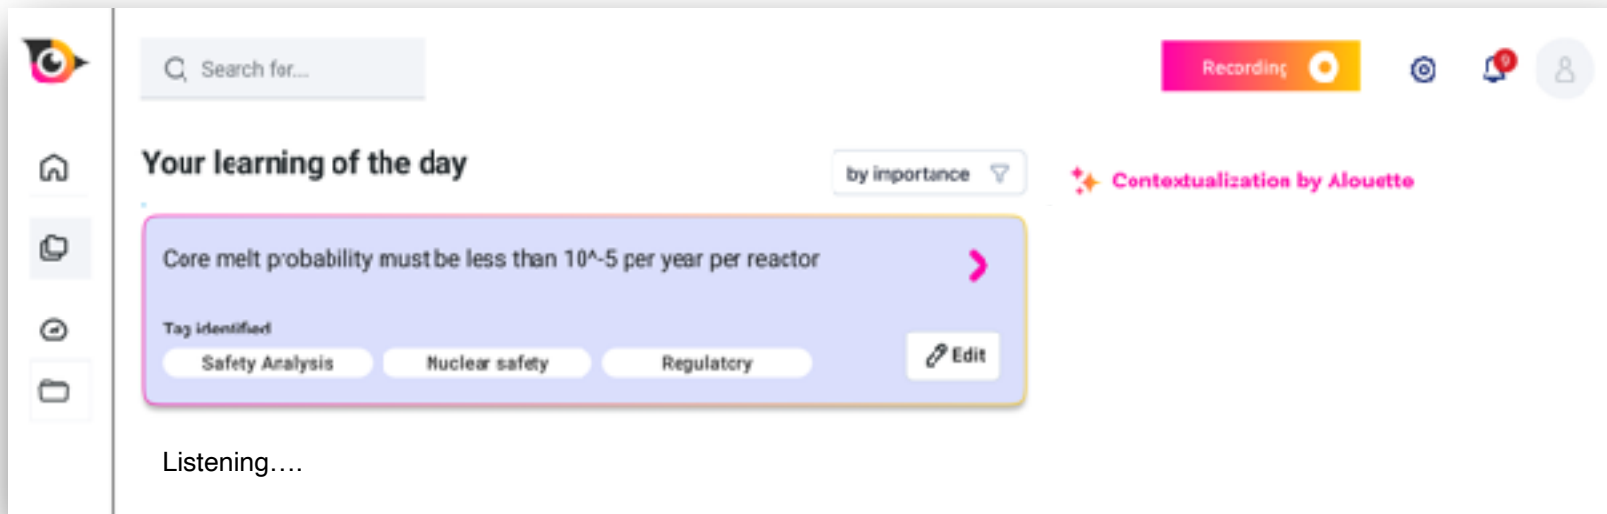 Search for...
Recording
9
Your learning of the day
by importance
Contextualization by Alouette
Core melt probability must be less than 10^-5 per year per reactor
Tag identified
Safety Analysis
Nuclear safety
Regulatory
Edit
Listening....